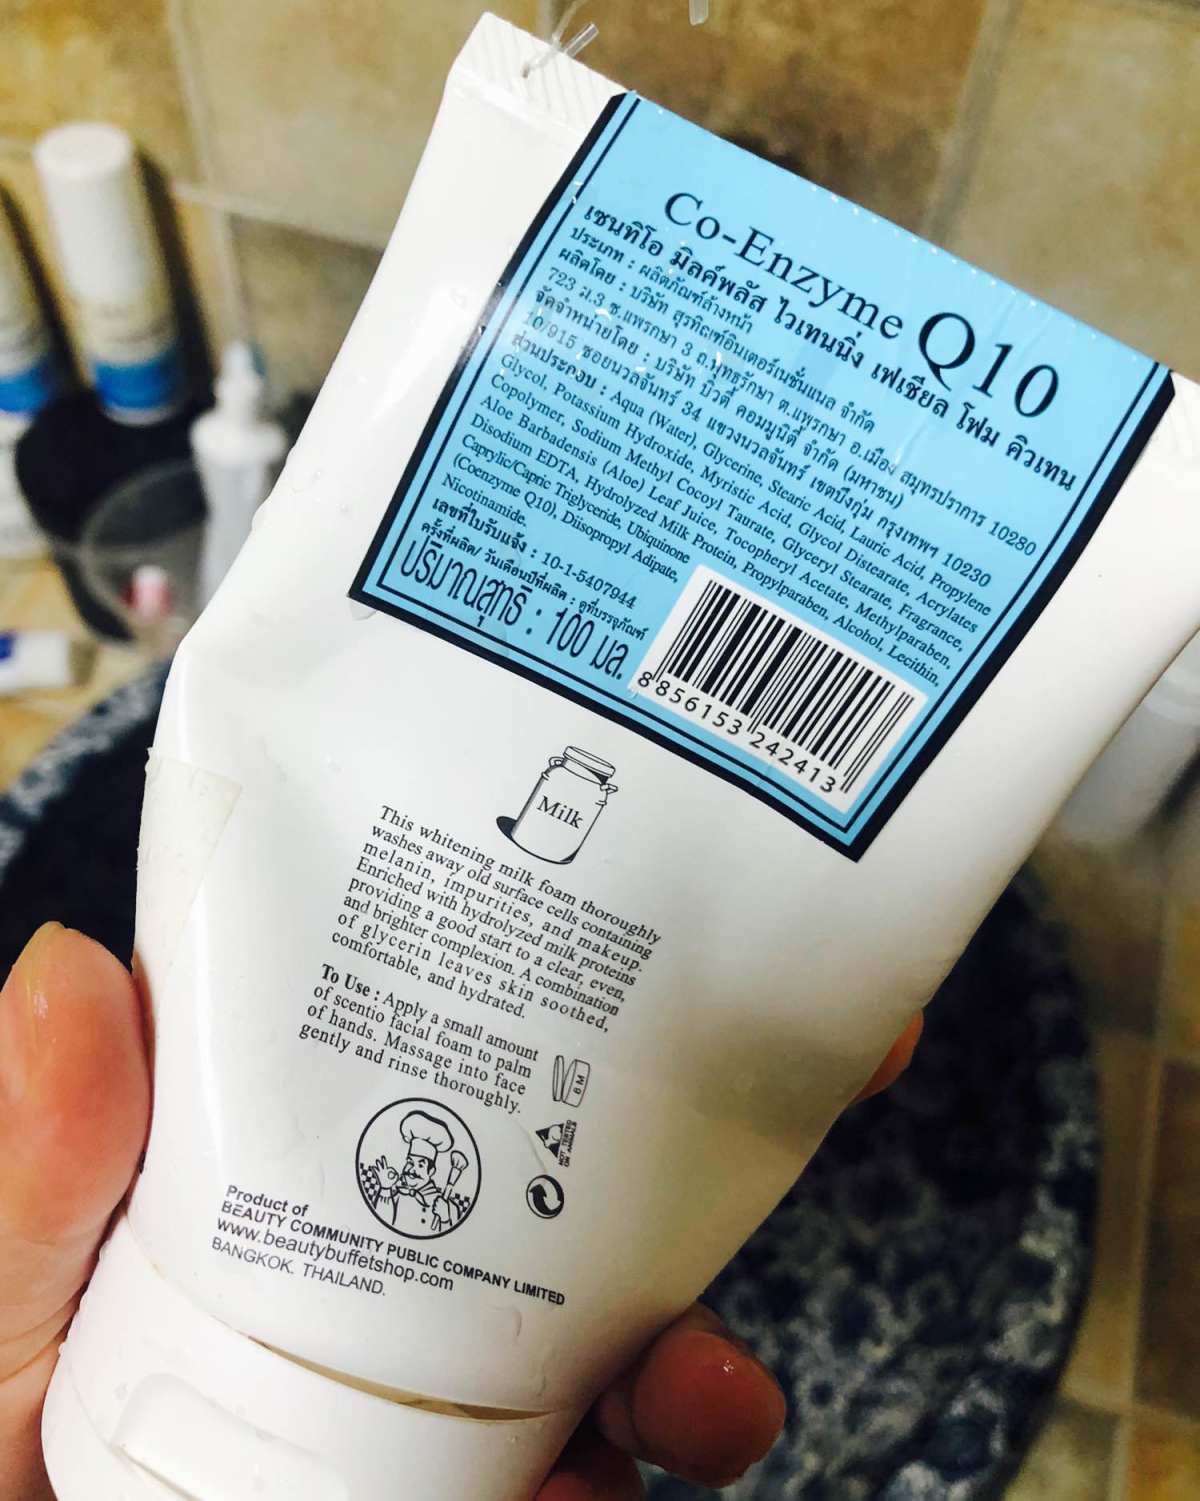 Co-Enzyme Q10
เซนทิโอ มิลค์พลัส ไวเทนนิ่ง เฟเชียล โฟม คิวเทน
ประเภท : ผลิตภัณฑ์ล้างหน้า
ผลิตโดย : บริษัท สุรทิณฑ์อินเตอร์เนชั่นแนล จำกัด
723 ม.3 ซ.แพรกษา 3 ถ.พุทธรักษา ต.แพรกษา อ.เมือง สมุทรปราการ 10280
จัดจำหน่ายโดย : บริษัท บิวตี้ คอมมูนิตี้ จำกัด (มหาชน)
10/915 ซอยนวลจันทร์ 34 แขวงนวลจันทร์ เขตบึงกุ่ม กรุงเทพฯ 10230
ส่วนประกอบ : Aqua (Water), Glycerine, Stearic Acid, Lauric Acid, Propylene
Glycol, Potassium Hydroxide, Myristic Acid, Glycol Distearate, Acrylates
Copolymer, Sodium Methyl Cocoyl Taurate, Glyceryl Stearate, Fragrance,
Aloe Barbadensis (Aloe) Leaf Juice, Tocopheryl Acetate, Methylparaben,
Disodium EDTA, Hydrolyzed Milk Protein, Propylparaben, Alcohol, Lecithin,
Caprylic/Capric Triglyceride, Ubiquinone
(Coenzyme Q10), Diisopropyl Adipate,
Nicotinamide,
เลขที่ใบรับแจ้ง : 10-1-5407944
ครั้งที่ผลิต/ วันเดือนปีที่ผลิต : ดูที่บรรจุภัณฑ์
ปริมาณสุทธิ : 100 มล.
8 856153 242413
Milk
This whitening milk foam thoroughly
washes away old surface cells containing
melanin, impurities, and makeup.
Enriched with hydrolyzed milk proteins
providing a good start to a clear, even,
and brighter complexion. A combination
of glycerin leaves skin soothed,
comfortable, and hydrated.
To Use : Apply a small amount
of scentio facial foam to palm
of hands. Massage into face
gently and rinse thoroughly.
8 M
NOT TESTED
ON ANIMALS
Product of
BEAUTY COMMUNITY PUBLIC COMPANY LIMITED
www.beautybuffetshop.com
BANGKOK. THAILAND.